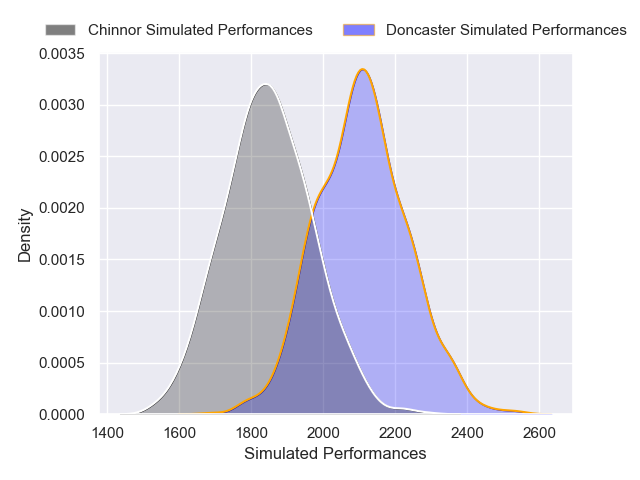 Chinnor Simulated Performances Doncaster Simulated Performances
0.0035
0.0030
0.0025
0.0020
0.0015
0.0010
0.0005
0.0000
Density
1400 1600 1800 2000 2200 2400 2600
Simulated Performances